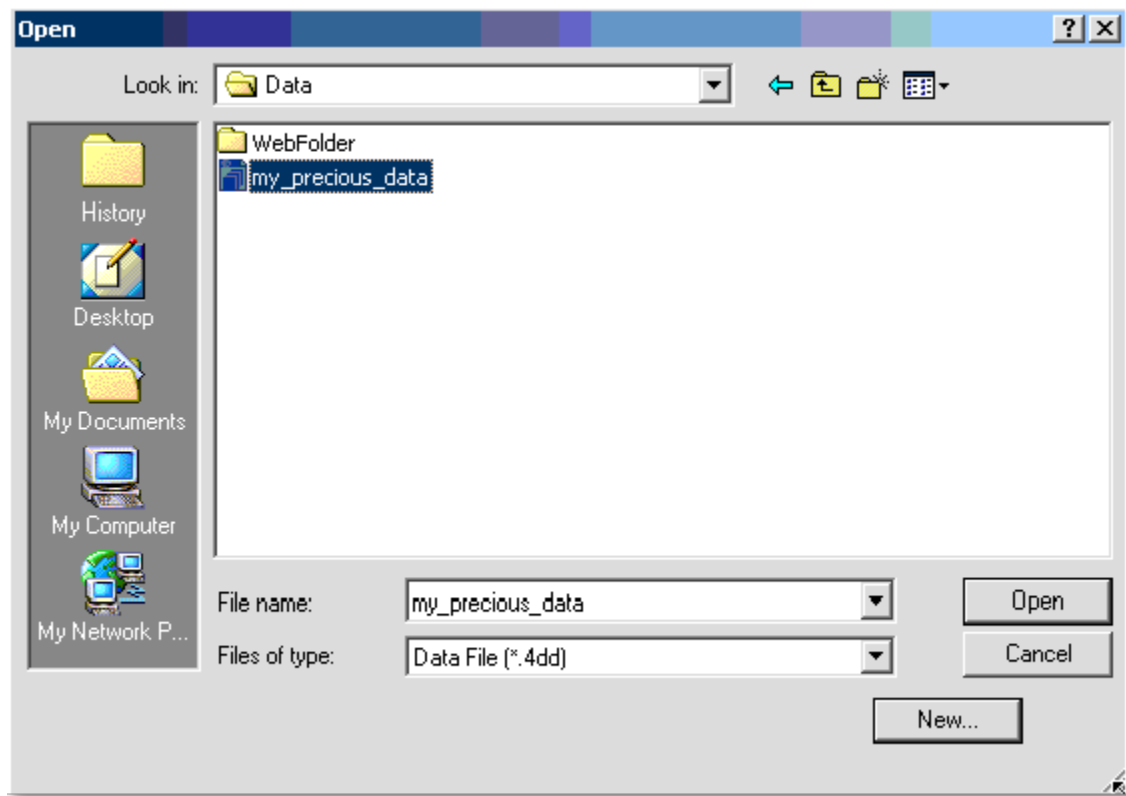 Open
Look in: Data
WebFolder
my_precious_data
History
Desktop
My Documents
My Computer
My Network P...
File name: my_precious_data Open
Files of type: Data File (*.4dd) Cancel
New...